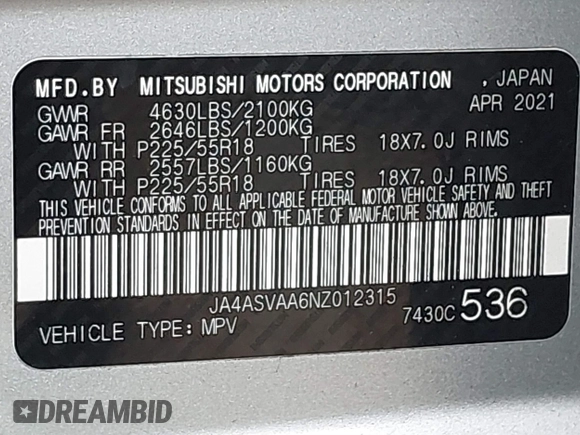 MFD.BY MITSUBISHI MOTORS CORPORATION , JAPAN
GVWR 4630LBS/2100KG APR 2021
GAWR FR 2646LBS/1200KG
WITH P225/55R18 TIRES 18X7.0J RIMS
GAWR RR 2557LBS/1160KG
WITH P225/55R18 TIRES 18X7.0J RIMS
THIS VEHICLE CONFORMS TO ALL APPLICABLE FEDERAL MOTOR VEHICLE SAFETY AND THEFT
PREVENTION STANDARDS IN EFFECT ON THE DATE OF MANUFACTURE SHOWN ABOVE.
JA4ASVAA6NZ012315
VEHICLE TYPE: MPV 7430C 536
DREAMBID